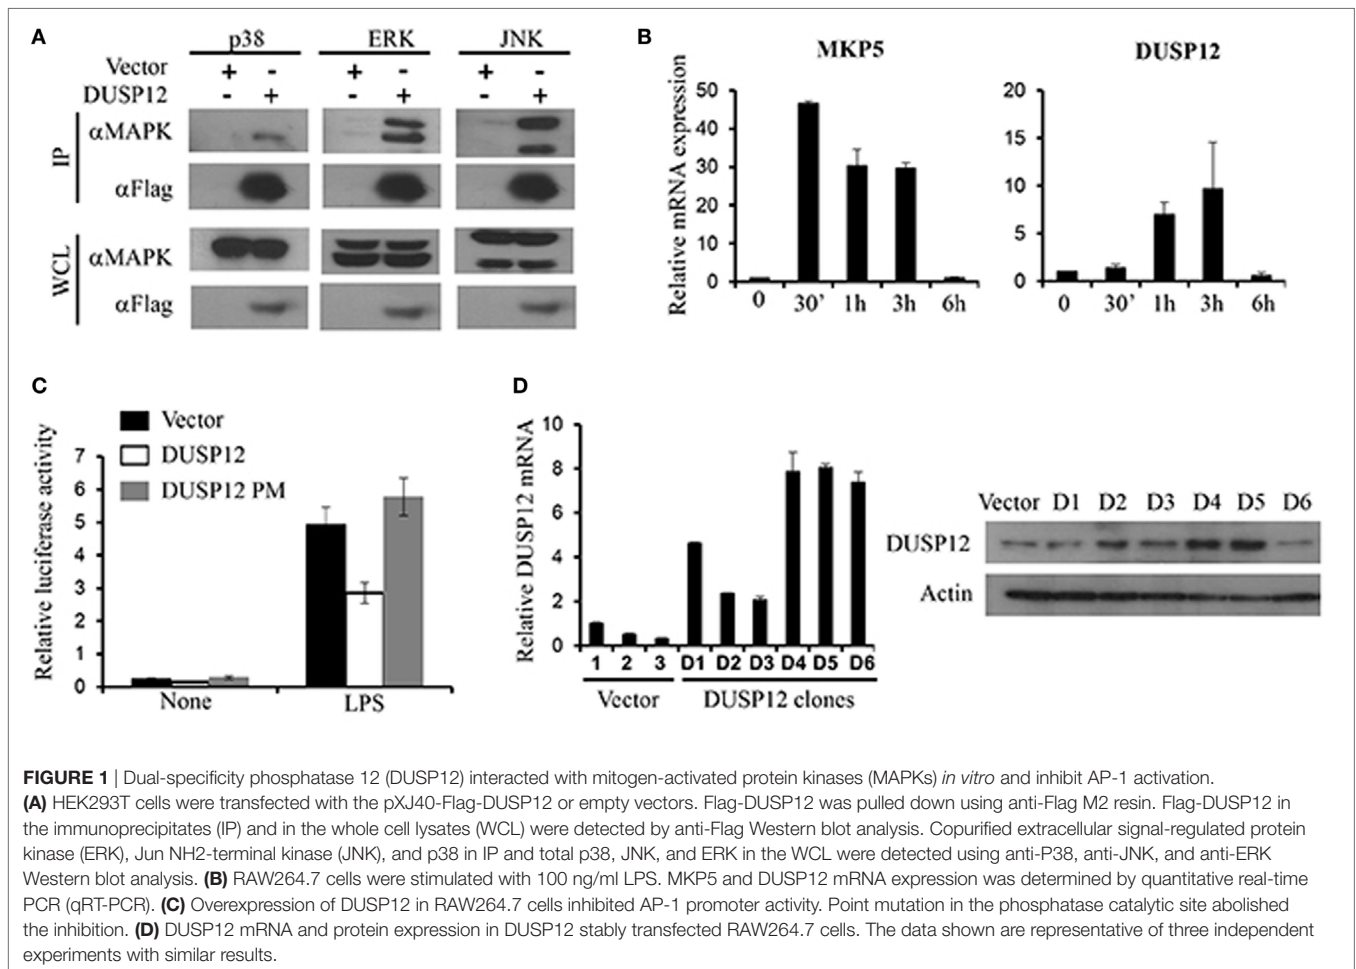 A
p38 ERK JNK
Vector + - + - + -
DUSP12 - + - + - +
IP
αMAPK
αFlag
WCL
αMAPK
αFlag
B
MKP5
Relative mRNA expression
50
40
30
20
10
0
0 30' 1h 3h 6h
DUSP12
20
15
10
5
0
0 30' 1h 3h 6h
C
Vector
DUSP12
DUSP12 PM
Relative luciferase activity
7
6
5
4
3
2
1
0
None LPS
D
Relative DUSP12 mRNA
10
8
6
4
2
0
1 2 3 D1 D2 D3 D4 D5 D6
Vector DUSP12 clones
Vector D1 D2 D3 D4 D5 D6
DUSP12
Actin
FIGURE 1 | Dual-specificity phosphatase 12 (DUSP12) interacted with mitogen-activated protein kinases (MAPKs) in vitro and inhibit AP-1 activation.
(A) HEK293T cells were transfected with the pXJ40-Flag-DUSP12 or empty vectors. Flag-DUSP12 was pulled down using anti-Flag M2 resin. Flag-DUSP12 in
the immunoprecipitates (IP) and in the whole cell lysates (WCL) were detected by anti-Flag Western blot analysis. Copurified extracellular signal-regulated protein
kinase (ERK), Jun NH2-terminal kinase (JNK), and p38 in IP and total p38, JNK, and ERK in the WCL were detected using anti-P38, anti-JNK, and anti-ERK
Western blot analysis. (B) RAW264.7 cells were stimulated with 100 ng/ml LPS. MKP5 and DUSP12 mRNA expression was determined by quantitative real-time
PCR (qRT-PCR). (C) Overexpression of DUSP12 in RAW264.7 cells inhibited AP-1 promoter activity. Point mutation in the phosphatase catalytic site abolished
the inhibition. (D) DUSP12 mRNA and protein expression in DUSP12 stably transfected RAW264.7 cells. The data shown are representative of three independent
experiments with similar results.